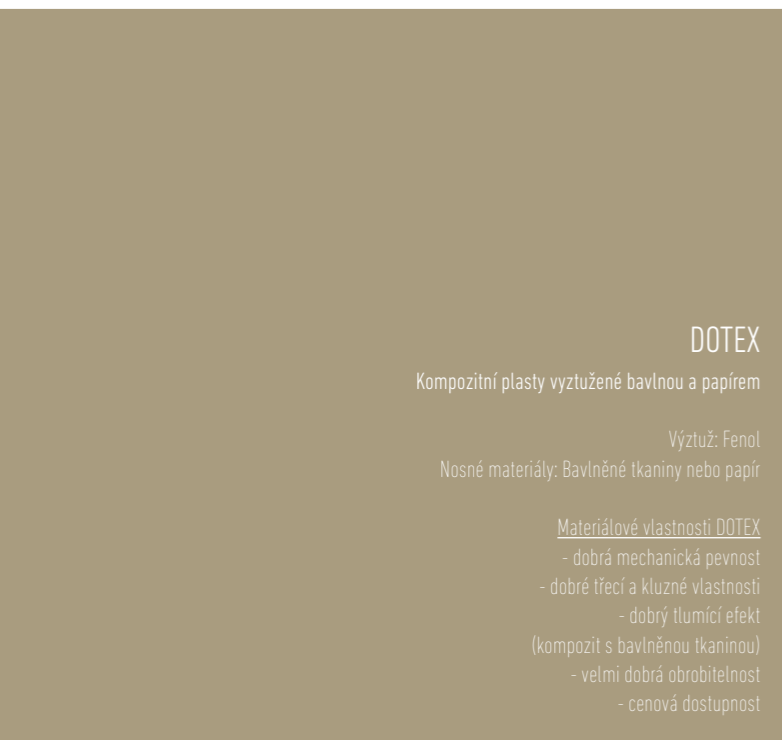 DOTEX
Kompozitní plasty vyztužené bavlnou a papírem
Výztuž: Fenol
Nosné materiály: Bavlněné tkaniny nebo papír
Materiálové vlastnosti DOTEX
- dobrá mechanická pevnost
- dobré třecí a kluzné vlastnosti
- dobrý tlumící efekt
(kompozit s bavlněnou tkaninou)
- velmi dobrá obrobitelnost
- cenová dostupnost